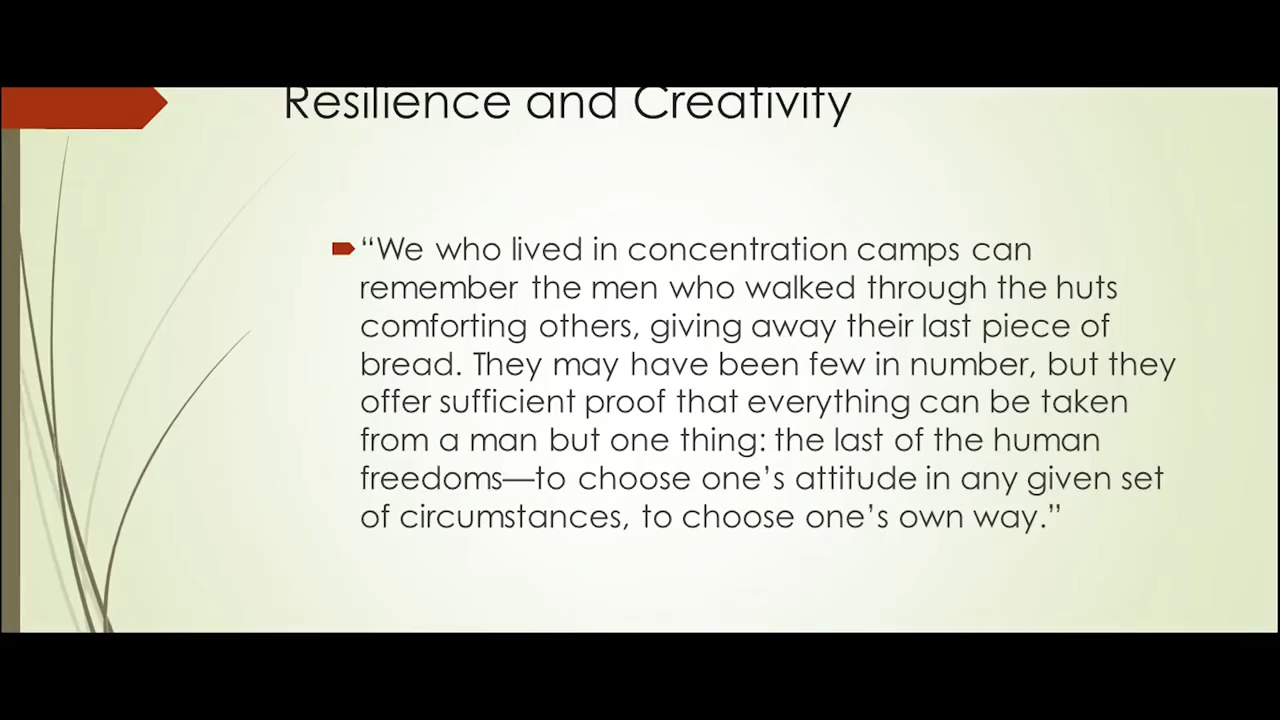 Resilience and Creativity
“We who lived in concentration camps can
remember the men who walked through the huts
comforting others, giving away their last piece of
bread. They may have been few in number, but they
offer sufficient proof that everything can be taken
from a man but one thing: the last of the human
freedoms—to choose one’s attitude in any given set
of circumstances, to choose one’s own way.”